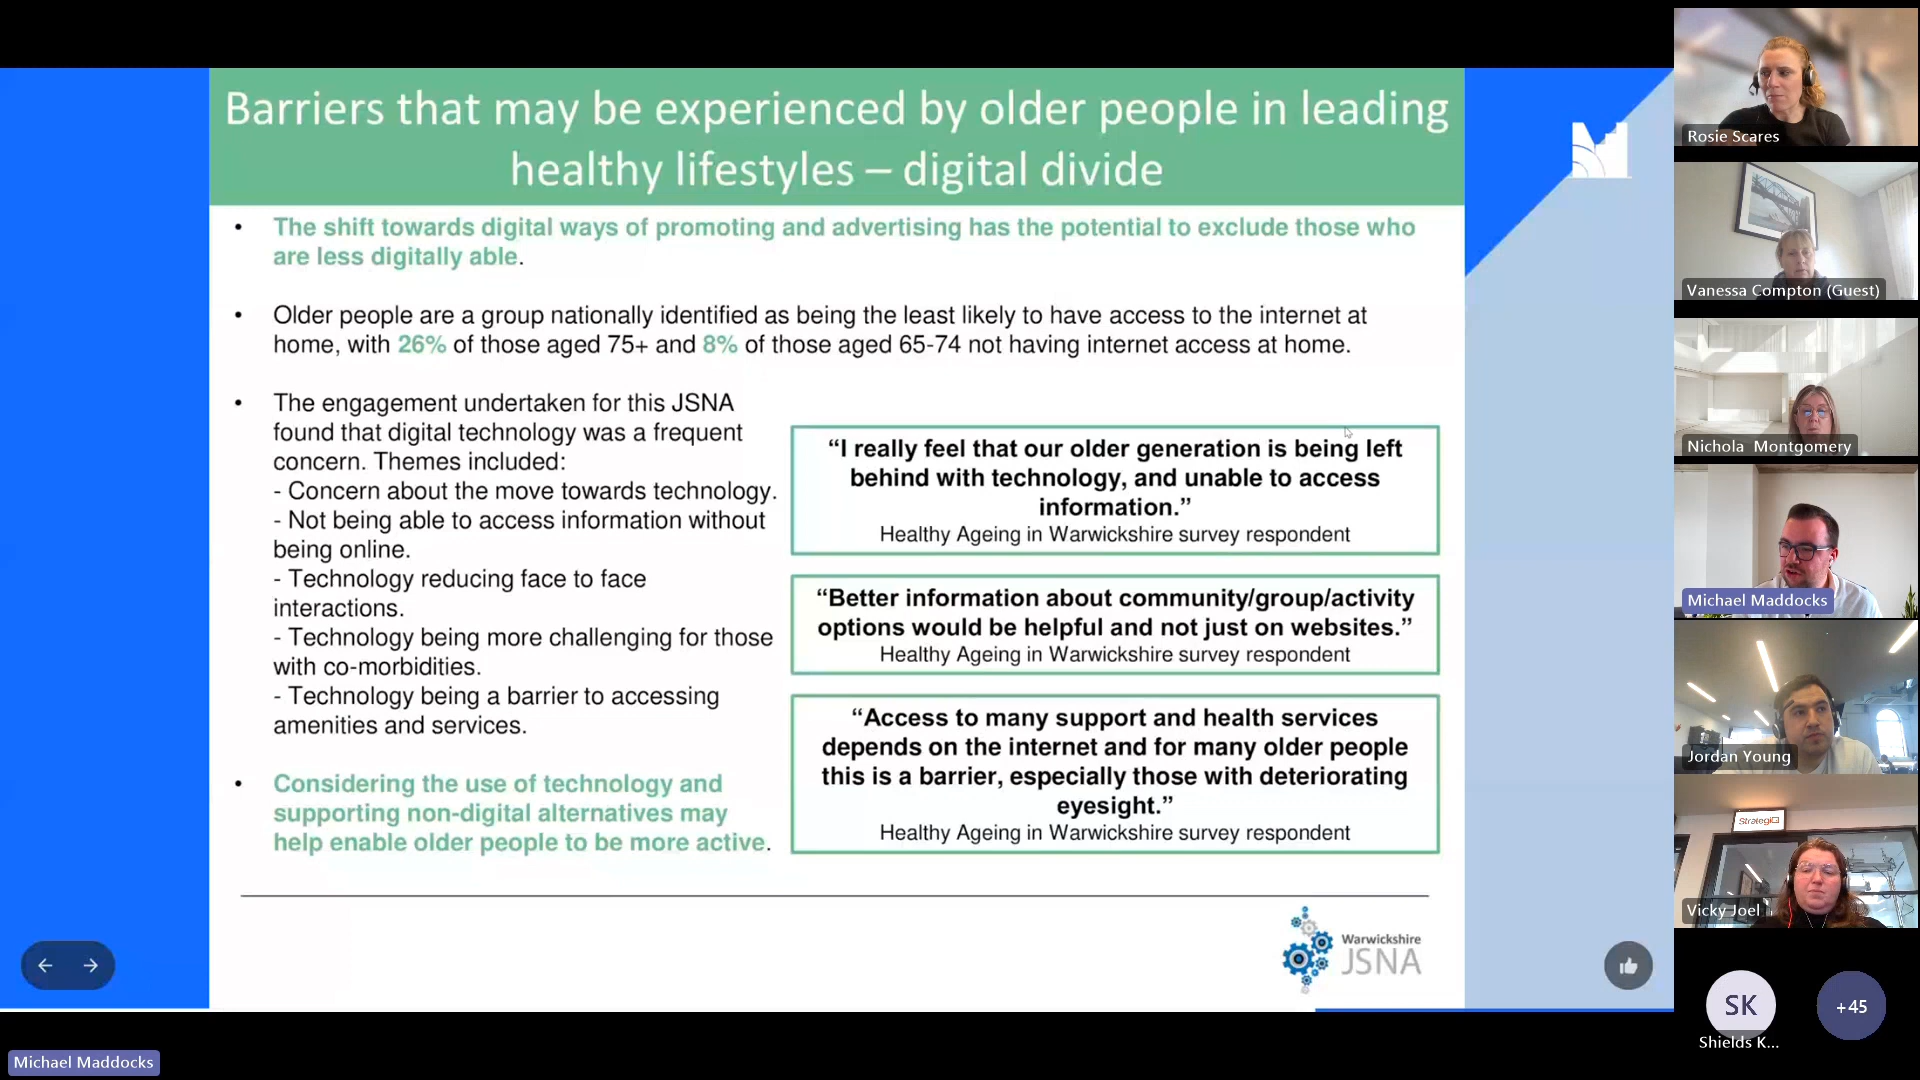 Barriers that may be experienced by older people in leading
healthy lifestyles – digital divide
• The shift towards digital ways of promoting and advertising has the potential to exclude those who
are less digitally able.
• Older people are a group nationally identified as being the least likely to have access to the internet at
home, with 26% of those aged 75+ and 8% of those aged 65-74 not having internet access at home.
• The engagement undertaken for this JSNA
found that digital technology was a frequent
concern. Themes included:
- Concern about the move towards technology.
- Not being able to access information without
being online.
- Technology reducing face to face
interactions.
- Technology being more challenging for those
with co-morbidities.
- Technology being a barrier to accessing
amenities and services.
• Considering the use of technology and
supporting non-digital alternatives may
help enable older people to be more active.
“I really feel that our older generation is being left
behind with technology, and unable to access
information.”
Healthy Ageing in Warwickshire survey respondent
“Better information about community/group/activity
options would be helpful and not just on websites.”
Healthy Ageing in Warwickshire survey respondent
“Access to many support and health services
depends on the internet and for many older people
this is a barrier, especially those with deteriorating
eyesight.”
Healthy Ageing in Warwickshire survey respondent
Warwickshire
JSNA
Michael Maddocks
Rosie Scares
Vanessa Compton (Guest)
Nichola Montgomery
Michael Maddocks
Jordan Young
StrategiQ
Vicky Joel
SK
Shields K...
+45